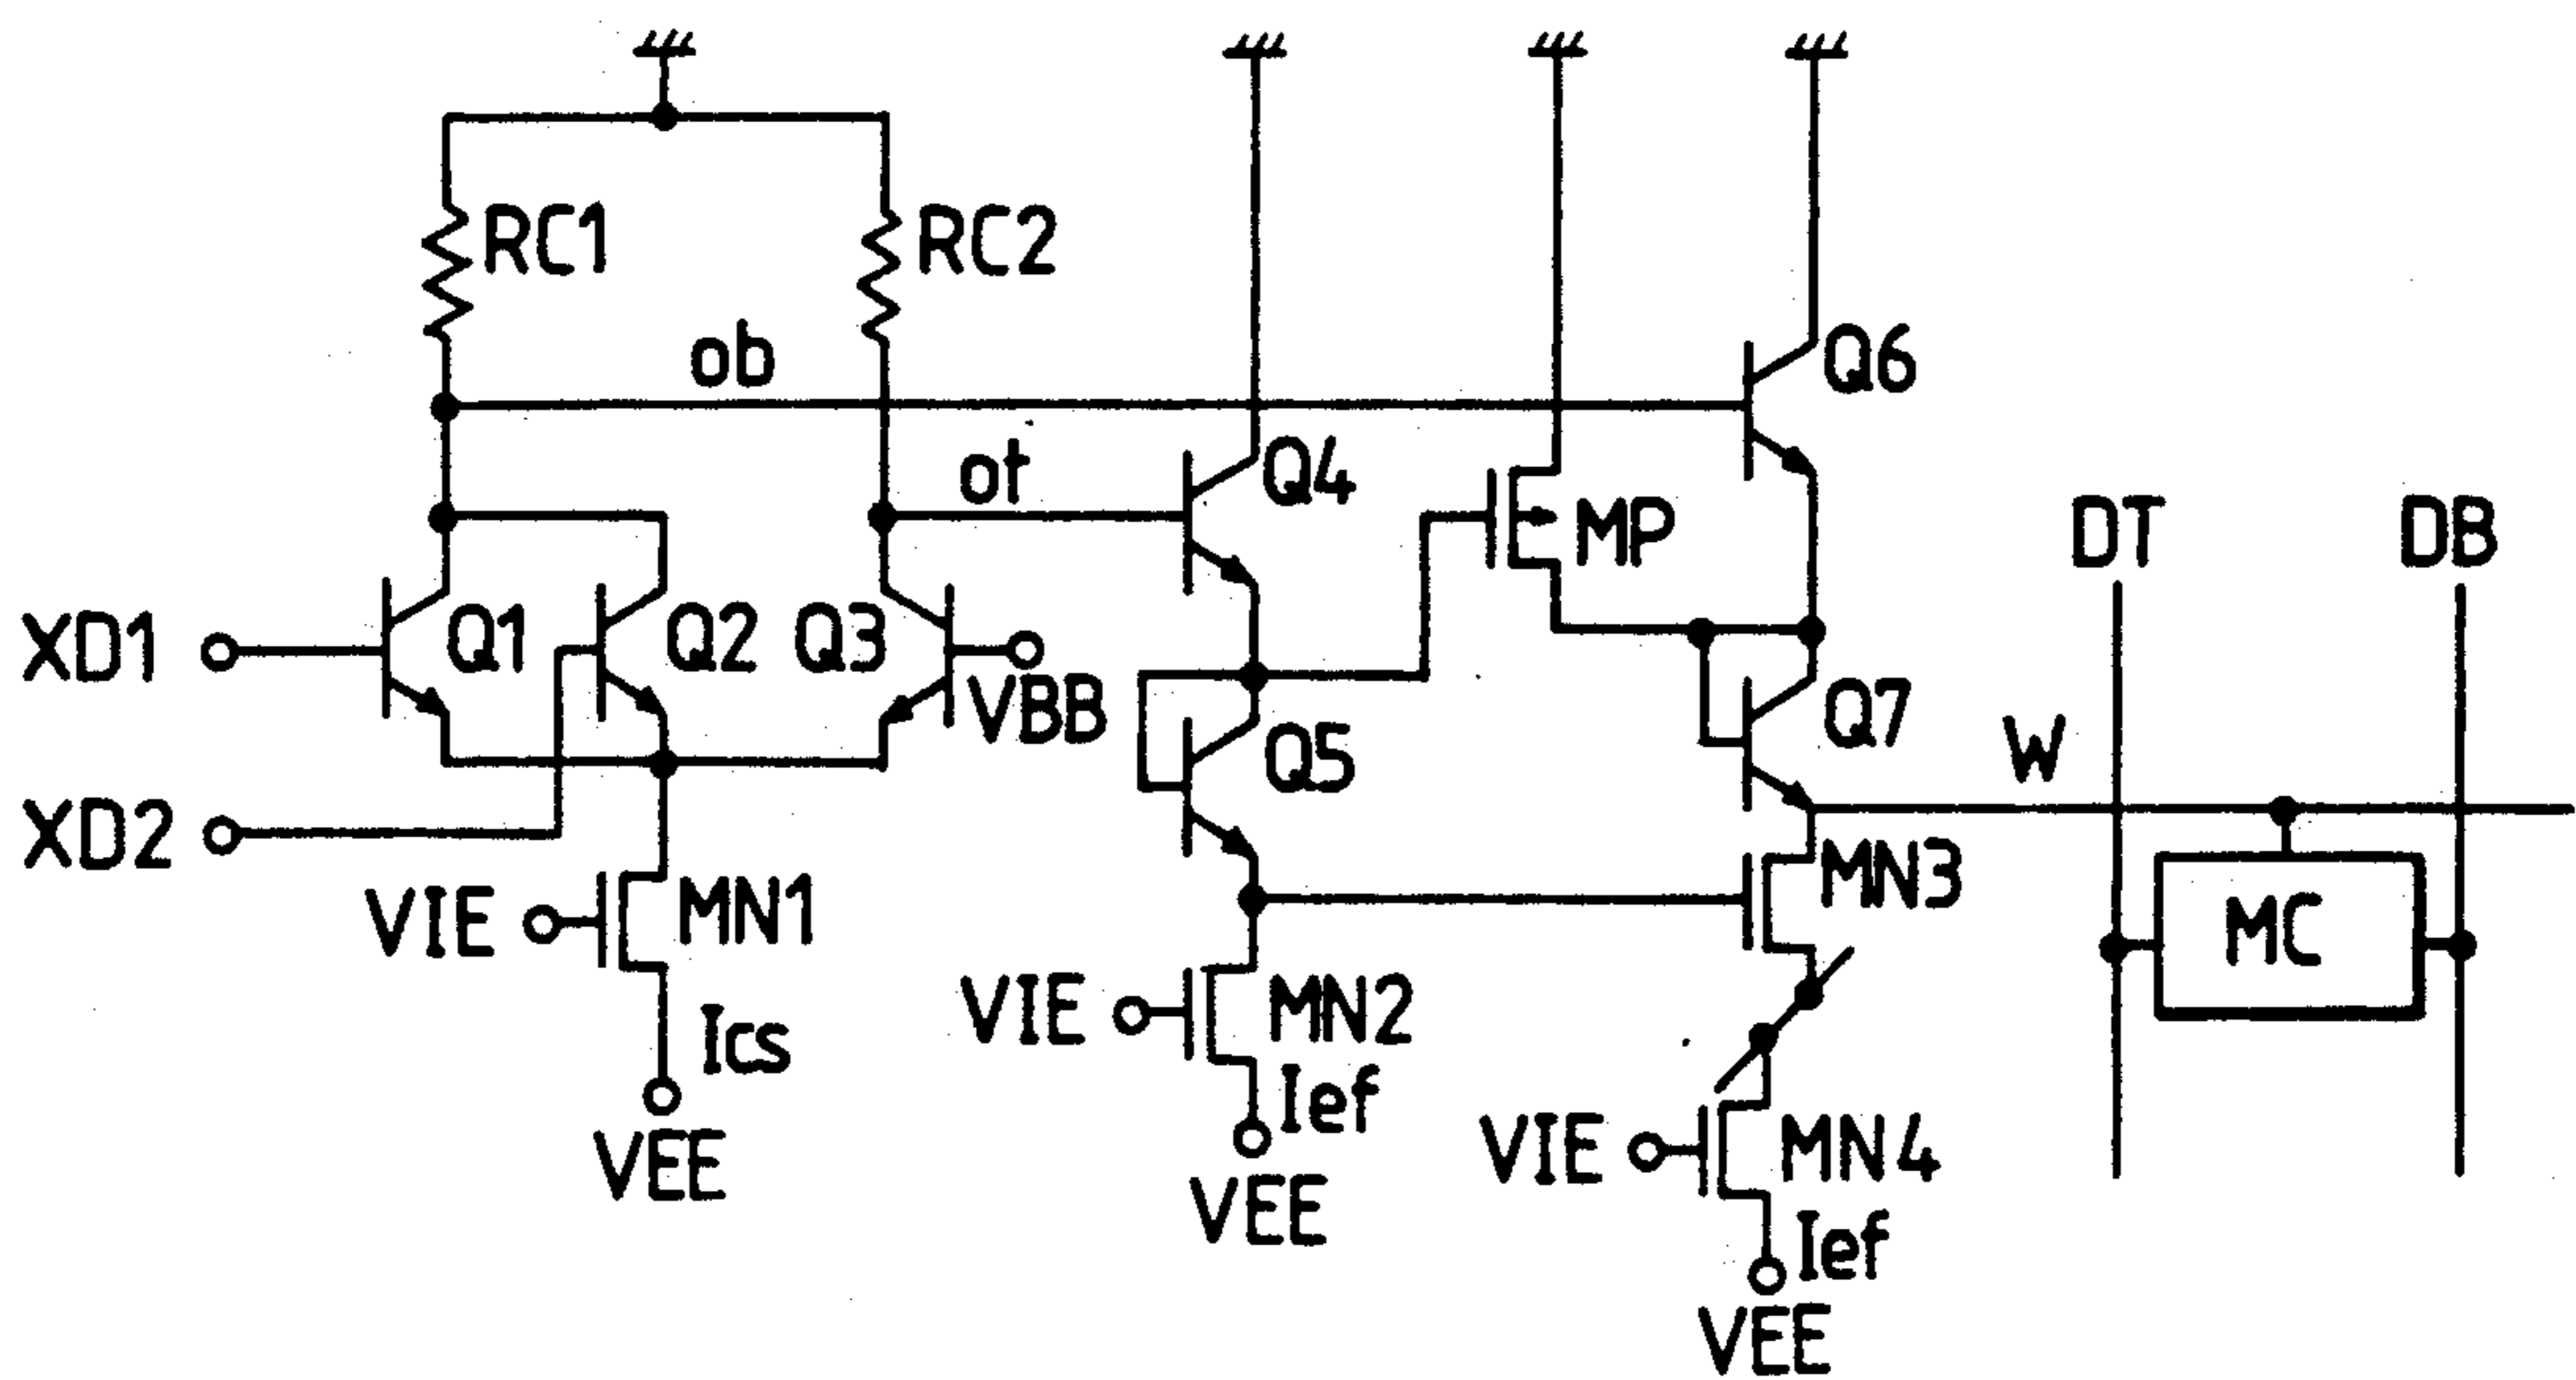 RC1
RC2
ob
Q6
ot
Q4
MP
DT
DB
XD1
Q1
Q2
Q3
VBB
Q7
W
Q5
XD2
MN3
VIE
MN1
MC
VIE
MN2
Ics
Ief
VEE
VIE
MN4
VEE
Ief
VEE